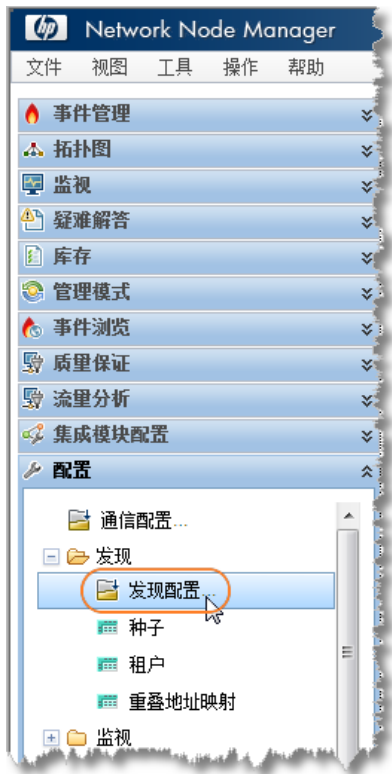 hp Network Node Manager
文件 视图 工具 操作 帮助
事件管理
拓扑图
监视
疑难解答
库存
管理模式
事件浏览
质量保证
流量分析
集成模块配置
配置
通信配置...
发现
发现配置...
种子
租户
重叠地址映射
监视